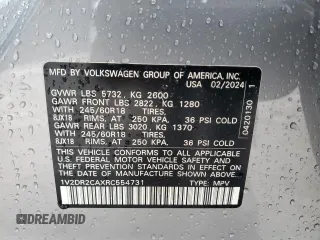 MFD. BY VOLKSWAGEN GROUP OF AMERICA, INC.
USA 02/2024
GVWR LBS 5732, KG 2600
GAWR FRONT LBS 2822, KG 1280
WITH 245/60R18 TIRES,
8JX18 RIMS, AT 250 KPA, 36 PSI COLD
GAWR REAR LBS 3020, KG 1370
WITH 245/60R18 TIRES,
8JX18 RIMS, AT 250 KPA, 36 PSI COLD
THIS VEHICLE CONFORMS TO ALL APPLICABLE U.S.
FEDERAL MOTOR VEHICLE SAFETY, BUMPER, AND
THEFT PREVENTION STANDARDS IN EFFECT ON THE
DATE OF MANUFACTURE SHOWN ABOVE.
1V2DR2CAXRC554731 TYPE: MPV
0420130 1
DREAMBID